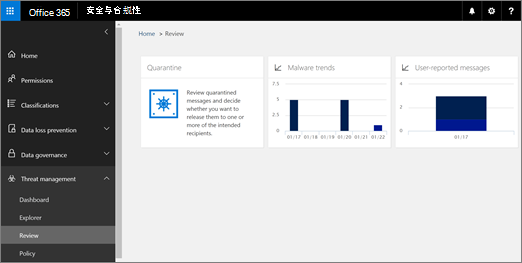 Office 365 安全与合规性
?
Home
Permissions
Classifications
Data loss prevention
Data governance
Threat management
Dashboard
Explorer
Review
Policy
Home > Review
Quarantine
Review quarantined
messages and decide
whether you want to
release them to one or
more of the intended
recipients.
Malware trends
7.5
5
2.5
0
01/17 01/18 01/19 01/20 01/21 01/22
User-reported messages
4
2
0
01/17